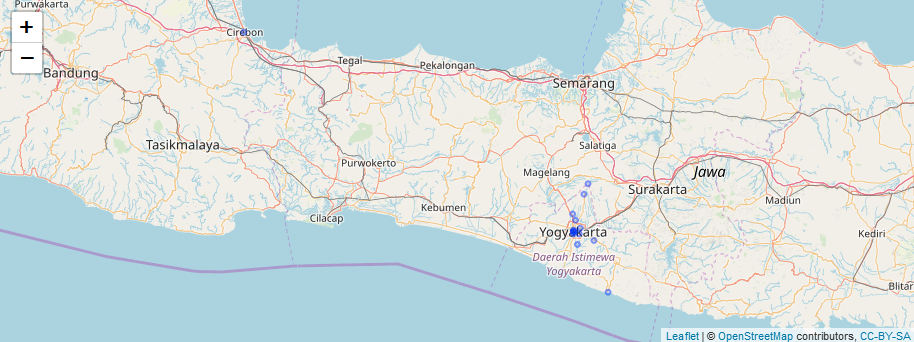 Purwakarta
+
−
Cirebon
Bandung
Tegal
Pekalongan
Semarang
Tasikmalaya
Salatiga
Purwokerto
Magelang
Jawa
Surakarta
Madiun
Kebumen
Cilacap
Yogyakarta
Kediri
Daerah Istimewa
Yogyakarta
Blitar
Leaflet | © OpenStreetMap contributors, CC-BY-SA